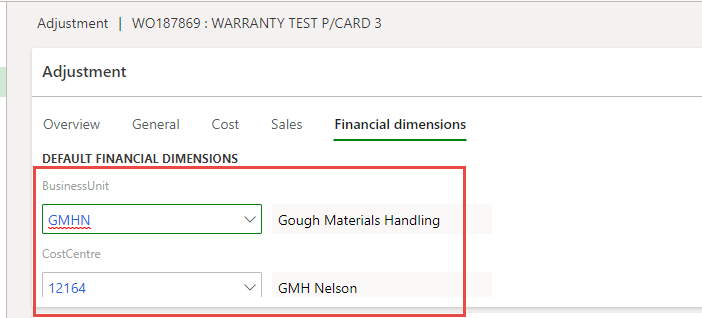 Adjustment | WO187869 : WARRANTY TEST P/CARD 3
Adjustment
Overview General Cost Sales Financial dimensions
DEFAULT FINANCIAL DIMENSIONS
BusinessUnit
GMHN Gough Materials Handling
CostCentre
12164 GMH Nelson